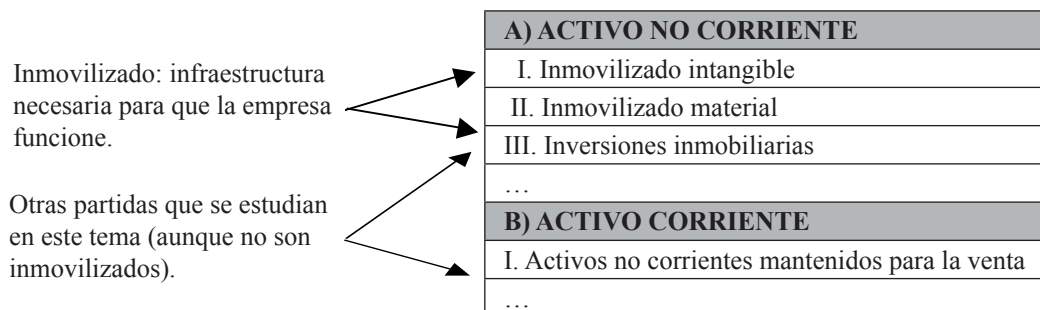 Inmovilizado: infraestructura
necesaria para que la empresa
funcione.
Otras partidas que se estudian
en este tema (aunque no son
inmovilizados).
A) ACTIVO NO CORRIENTE
I. Inmovilizado intangible
II. Inmovilizado material
III. Inversiones inmobiliarias
…
B) ACTIVO CORRIENTE
I. Activos no corrientes mantenidos para la venta
…